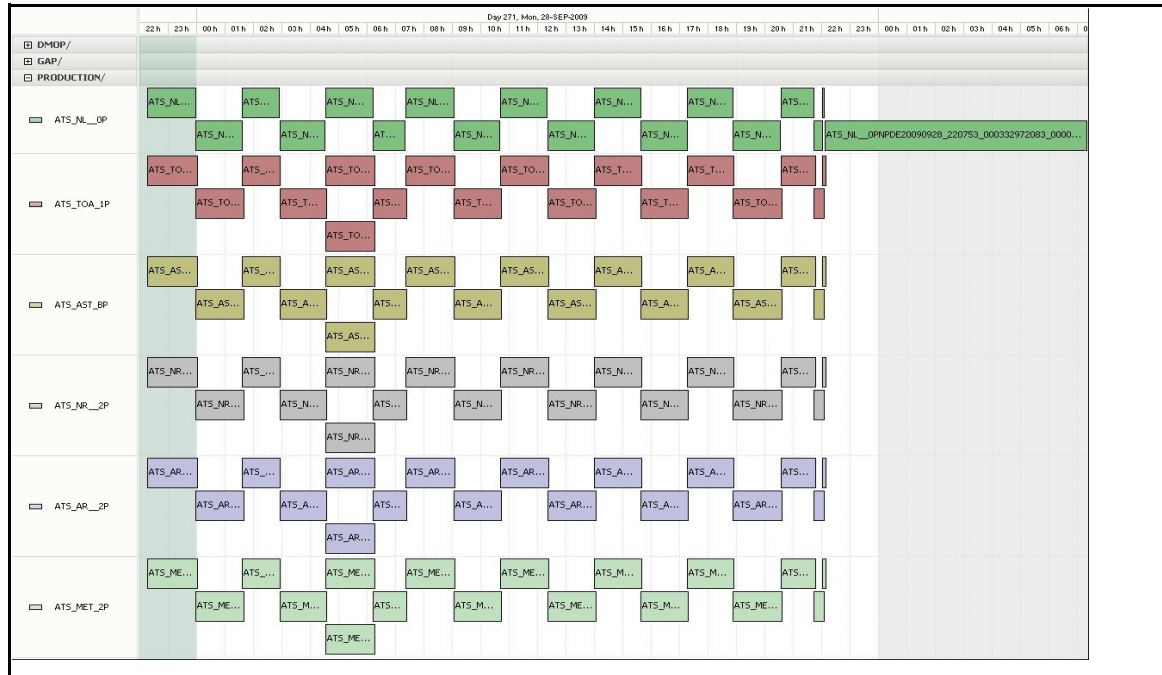 Day 271, Mon, 28-SEP-2009
22 h 23 h 00 h 01 h 02 h 03 h 04 h 05 h 06 h 07 h 08 h 09 h 10 h 11 h 12 h 13 h 14 h 15 h 16 h 17 h 18 h 19 h 20 h 21 h 22 h 23 h 00 h 01 h 02 h 03 h 04 h 05 h 06 h 0
DMOP/
GAP/
PRODUCTION/
ATS_NL... ATS... ATS_N... ATS_NL... ATS_N... ATS_N... ATS_N... ATS...
ATS_NL__0P
ATS_N... ATS_N... AT... ATS_N... ATS_N... ATS_N... ATS_N... ATS_NL__0PNPDE20090928_220753_000332972083_0000...
ATS_TO... ATS_... ATS_TO... ATS_TO... ATS_TO... ATS_T... ATS_T... ATS...
ATS_TOA_1P
ATS_TO... ATS_T... ATS... ATS_T... ATS_TO... ATS_T... ATS_TO...
ATS_TO...
ATS_AS... ATS_... ATS_AS... ATS_AS... ATS_AS... ATS_A... ATS_A... ATS...
ATS_AST_BP
ATS_AS... ATS_A... ATS... ATS_A... ATS_AS... ATS_A... ATS_AS...
ATS_AS...
ATS_NR... ATS_... ATS_NR... ATS_NR... ATS_NR... ATS_N... ATS_N... ATS...
ATS_NR__2P
ATS_NR... ATS_N... ATS... ATS_N... ATS_NR... ATS_N... ATS_NR...
ATS_NR...
ATS_AR... ATS_... ATS_AR... ATS_AR... ATS_AR... ATS_A... ATS_A... ATS...
ATS_AR__2P
ATS_AR... ATS_A... ATS... ATS_A... ATS_AR... ATS_A... ATS_AR...
ATS_AR...
ATS_ME... ATS_... ATS_ME... ATS_ME... ATS_ME... ATS_M... ATS_M... ATS...
ATS_MET_2P
ATS_ME... ATS_M... ATS... ATS_M... ATS_ME... ATS_M... ATS_ME...
ATS_ME...